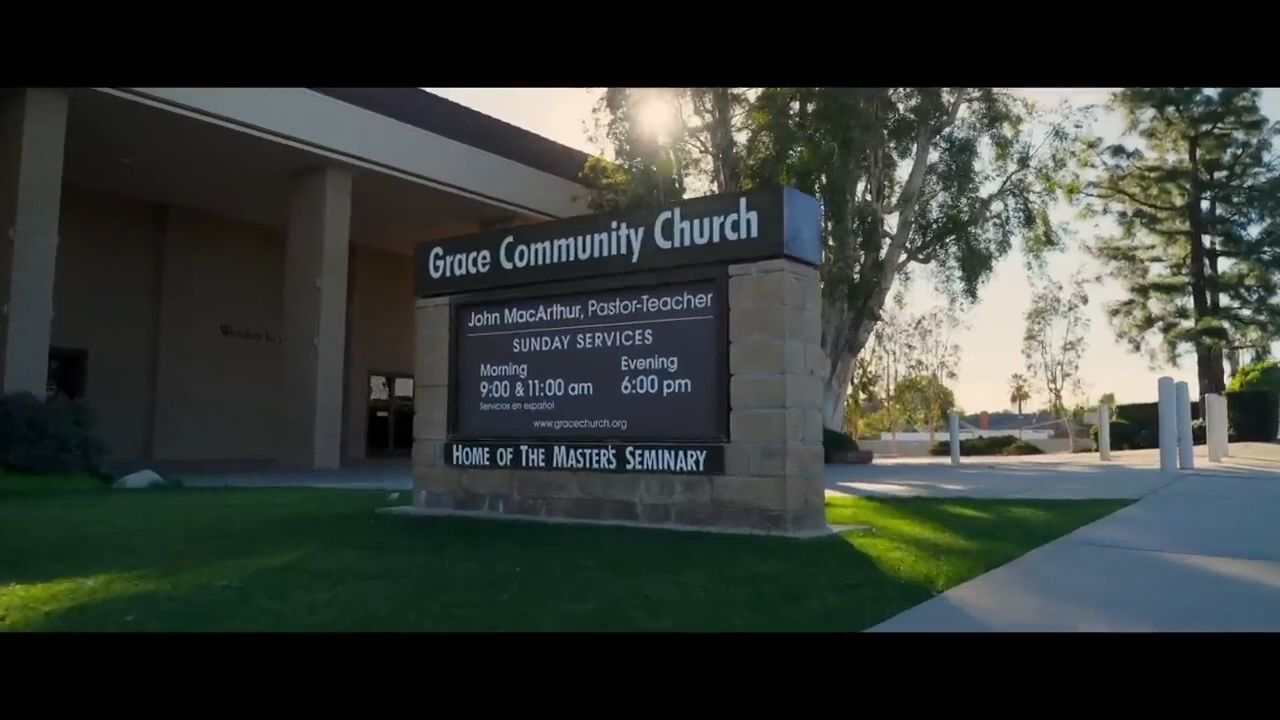 Grace Community Church
John MacArthur, Pastor-Teacher
SUNDAY SERVICES
Morning Evening
9:00 & 11:00 am 6:00 pm
Servicios en español
www.gracechurch.org
HOME OF THE MASTER'S SEMINARY